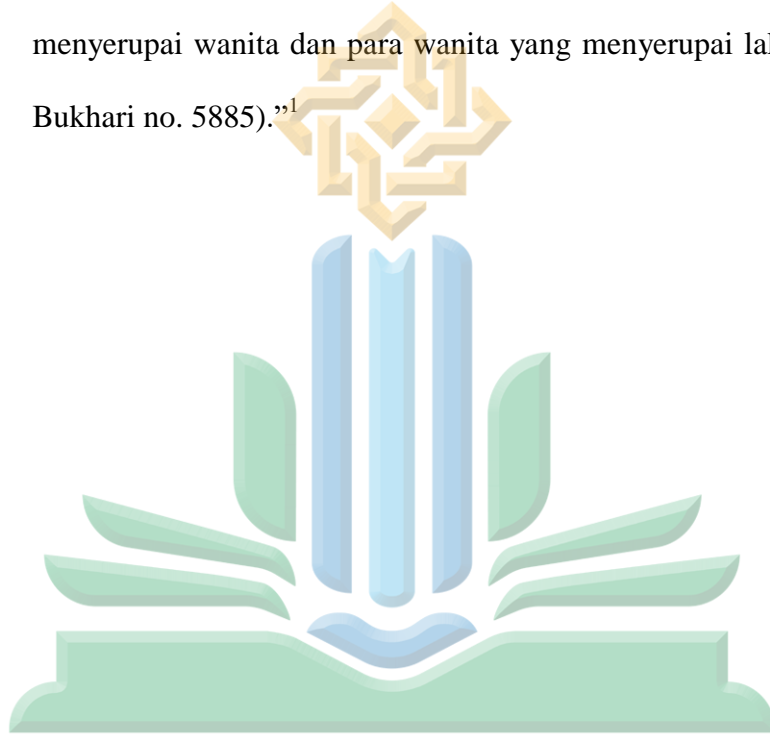 menyerupai wanita dan para wanita yang menyerupai
Bukhari no. 5885).”¹